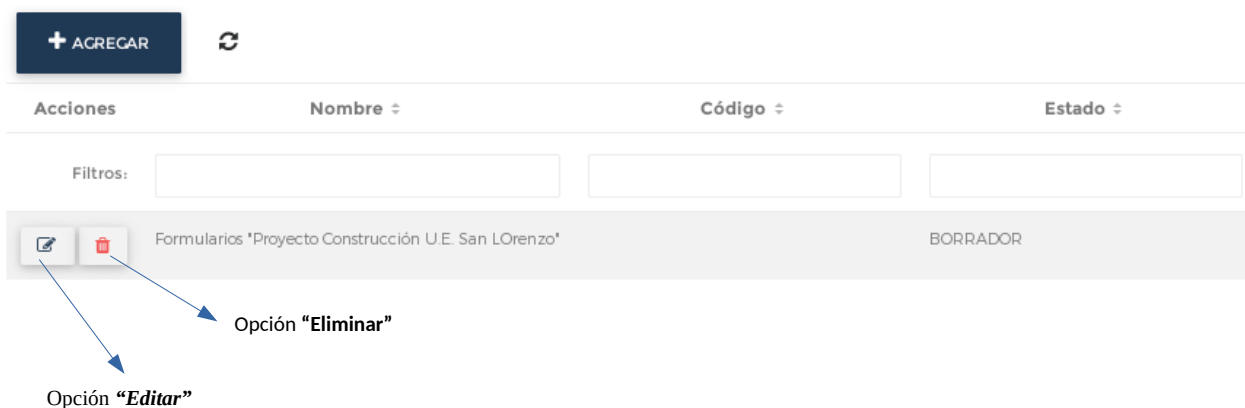 AGREGAR
Acciones Nombre Código Estado
Filtros:
Formularios "Proyecto Construcción U.E. San LOrenzo" BORRADOR
Opción “Eliminar”
Opción “Editar”